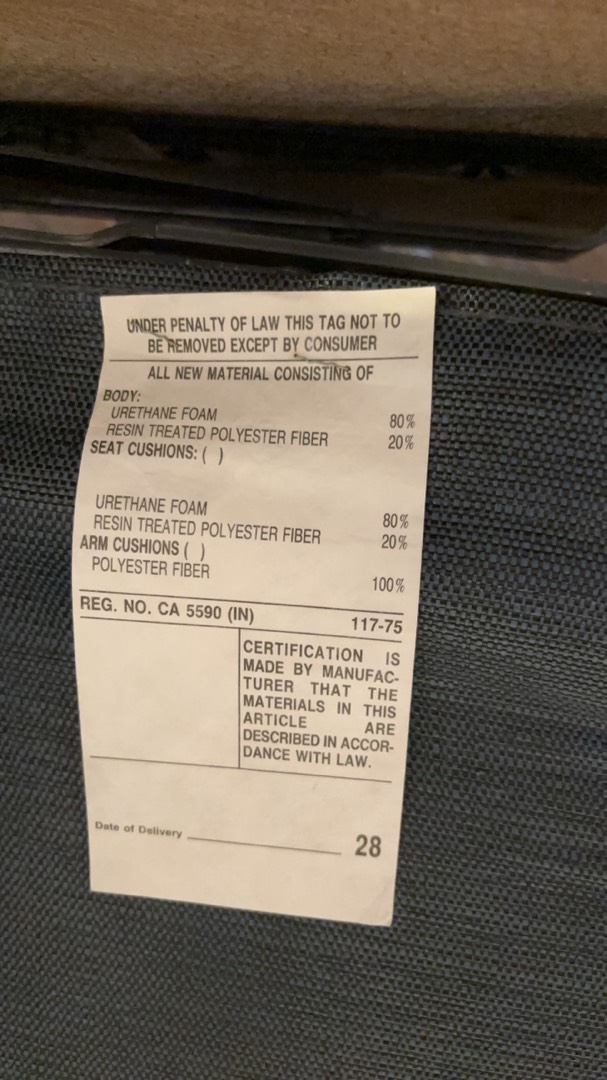 UNDER PENALTY OF LAW THIS TAG NOT TO
BE REMOVED EXCEPT BY CONSUMER
ALL NEW MATERIAL CONSISTING OF
BODY:
URETHANE FOAM 80%
RESIN TREATED POLYESTER FIBER 20%
SEAT CUSHIONS: ( )
URETHANE FOAM 80%
RESIN TREATED POLYESTER FIBER 20%
ARM CUSHIONS ( )
POLYESTER FIBER 100%
REG. NO. CA 5590 (IN) 117-75
CERTIFICATION IS
MADE BY MANUFAC-
TURER THAT THE
MATERIALS IN THIS
ARTICLE ARE
DESCRIBED IN ACCOR-
DANCE WITH LAW.
Date of Delivery 28